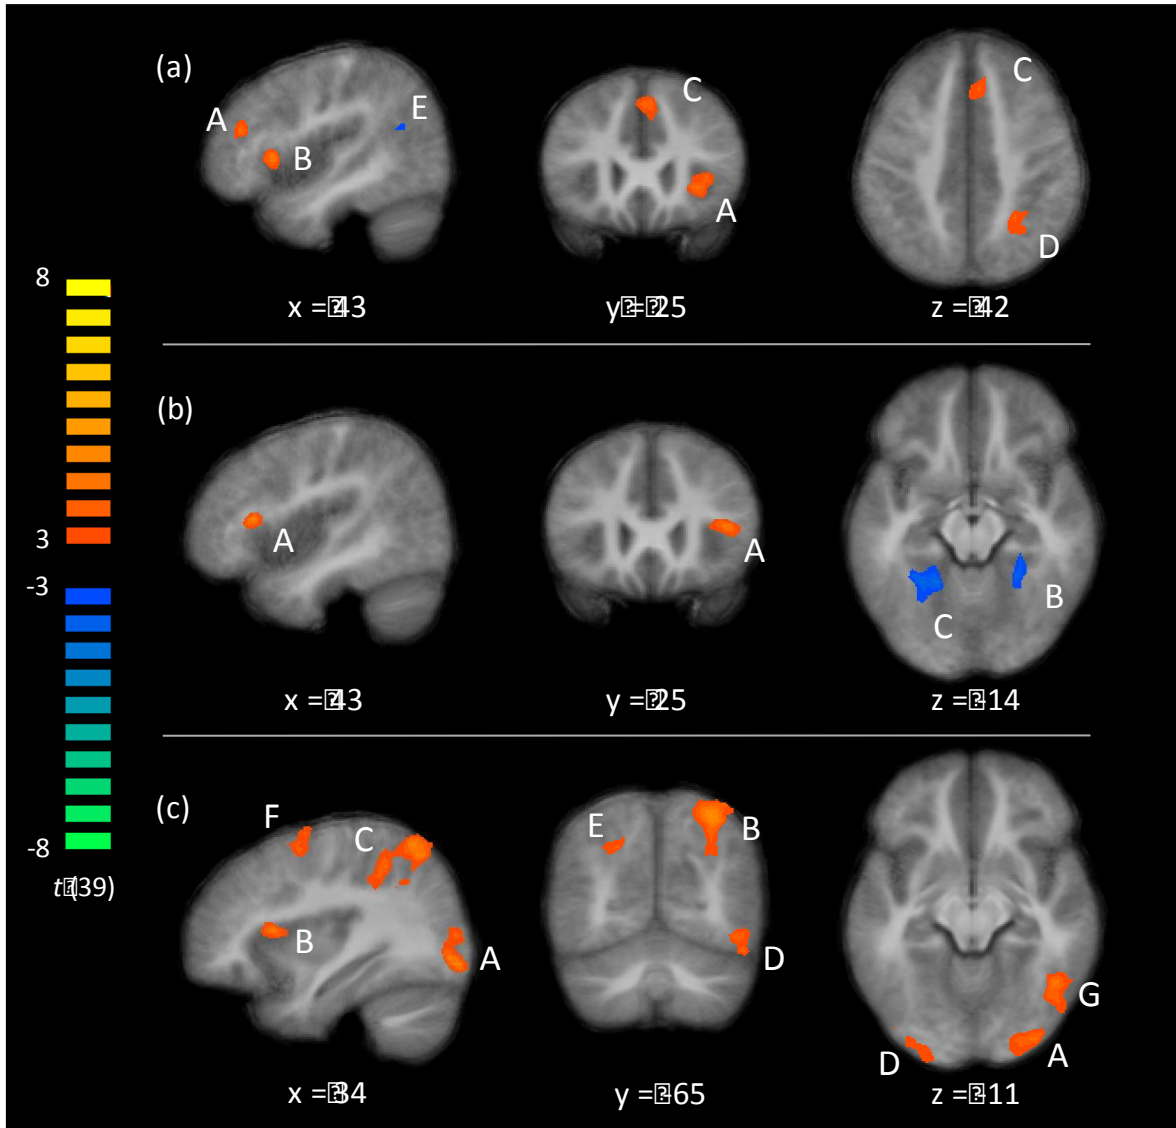 (a)
A
B
E
C
A
C
D
x = 43
y = 25
z = 42
8
3
-3
-8
t (39)
(b)
A
A
B
C
x = 43
y = 25
z = -14
(c)
F
C
B
A
E
B
D
G
A
D
x = 34
y = -65
z = -11